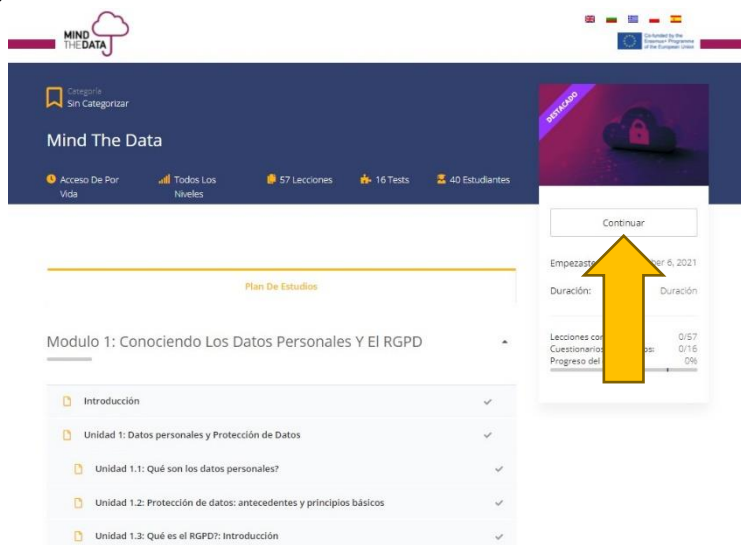 MIND
THEDATA
Co-funded by the
Erasmus+ Programme
of the European Union
Categoría
Sin Categorizar
Mind The Data
Acceso De Por
Vida
Todos Los
Niveles
57 Lecciones
16 Tests
40 Estudiantes
DESTACADO
Continuar
Empezaste
er 6, 2021
Duración:
Duración
Plan De Estudios
Modulo 1: Conociendo Los Datos Personales Y El RGPD
Lecciones co
0/57
Cuestionarios
os:
0/16
Progreso del
0%
Introducción
Unidad 1: Datos personales y Protección de Datos
Unidad 1.1: Qué son los datos personales?
Unidad 1.2: Protección de datos: antecedentes y principios básicos
Unidad 1.3: Qué es el RGPD?: Introducción